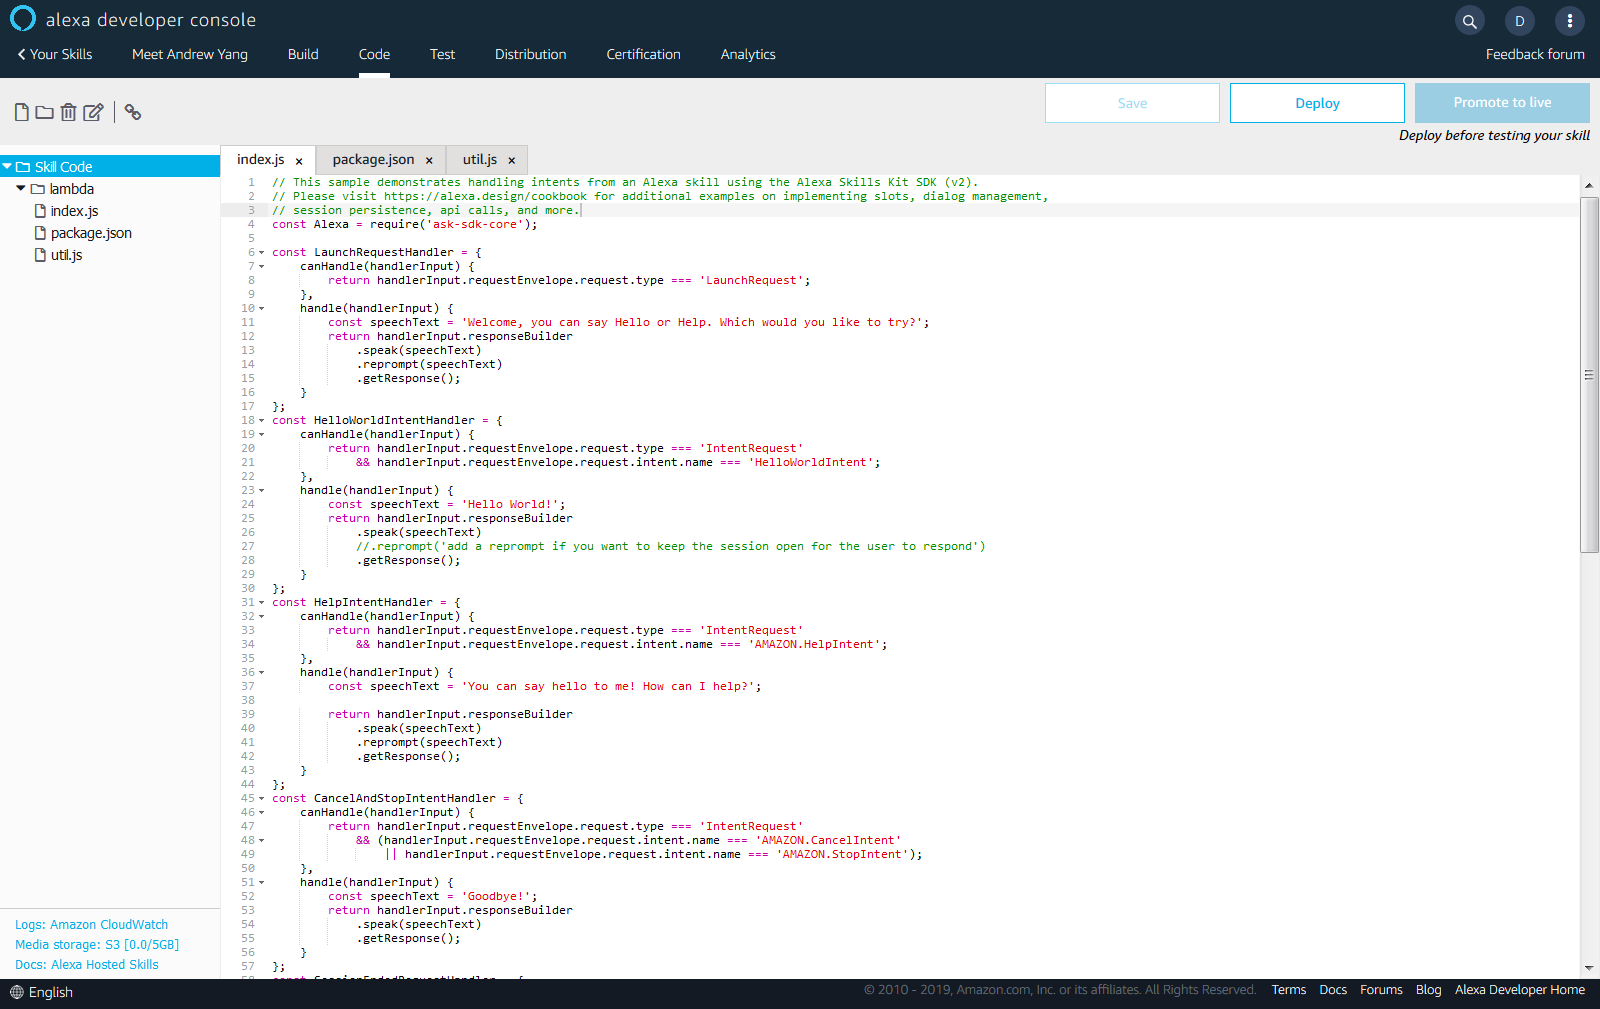 alexa developer console
D
Your Skills Meet Andrew Yang Build Code Test Distribution Certification Analytics Feedback forum
Save Deploy Promote to live
Deploy before testing your skill
Skill Code
lambda
index.js
package.json
util.js
index.js × package.json × util.js ×
1 // This sample demonstrates handling intents from an Alexa skill using the Alexa Skills Kit SDK (v2).
2 // Please visit https://alexa.design/cookbook for additional examples on implementing slots, dialog management,
3 // session persistence, api calls, and more.
4 const Alexa = require('ask-sdk-core');
5
6 const LaunchRequestHandler = {
7 canHandle(handlerInput) {
8 return handlerInput.requestEnvelope.request.type === 'LaunchRequest';
9 },
10 handle(handlerInput) {
11 const speechText = 'Welcome, you can say Hello or Help. Which would you like to try?';
12 return handlerInput.responseBuilder
13 .speak(speechText)
14 .reprompt(speechText)
15 .getResponse();
16 }
17 };
18 const HelloWorldIntentHandler = {
19 canHandle(handlerInput) {
20 return handlerInput.requestEnvelope.request.type === 'IntentRequest'
21 && handlerInput.requestEnvelope.request.intent.name === 'HelloWorldIntent';
22 },
23 handle(handlerInput) {
24 const speechText = 'Hello World!';
25 return handlerInput.responseBuilder
26 .speak(speechText)
27 //.reprompt('add a reprompt if you want to keep the session open for the user to respond')
28 .getResponse();
29 }
30 };
31 const HelpIntentHandler = {
32 canHandle(handlerInput) {
33 return handlerInput.requestEnvelope.request.type === 'IntentRequest'
34 && handlerInput.requestEnvelope.request.intent.name === 'AMAZON.HelpIntent';
35 },
36 handle(handlerInput) {
37 const speechText = 'You can say hello to me! How can I help?';
38
39 return handlerInput.responseBuilder
40 .speak(speechText)
41 .reprompt(speechText)
42 .getResponse();
43 }
44 };
45 const CancelAndStopIntentHandler = {
46 canHandle(handlerInput) {
47 return handlerInput.requestEnvelope.request.type === 'IntentRequest'
48 && (handlerInput.requestEnvelope.request.intent.name === 'AMAZON.CancelIntent'
49 || handlerInput.requestEnvelope.request.intent.name === 'AMAZON.StopIntent');
50 },
51 handle(handlerInput) {
52 const speechText = 'Goodbye!';
53 return handlerInput.responseBuilder
54 .speak(speechText)
55 .getResponse();
56 }
57 };
58 const SessionEndedRequestHandler = {
Logs: Amazon CloudWatch
Media storage: S3 [0.0/5GB]
Docs: Alexa Hosted Skills
English © 2010 - 2019, Amazon.com, Inc. or its affiliates. All Rights Reserved. Terms Docs Forums Blog Alexa Developer Home